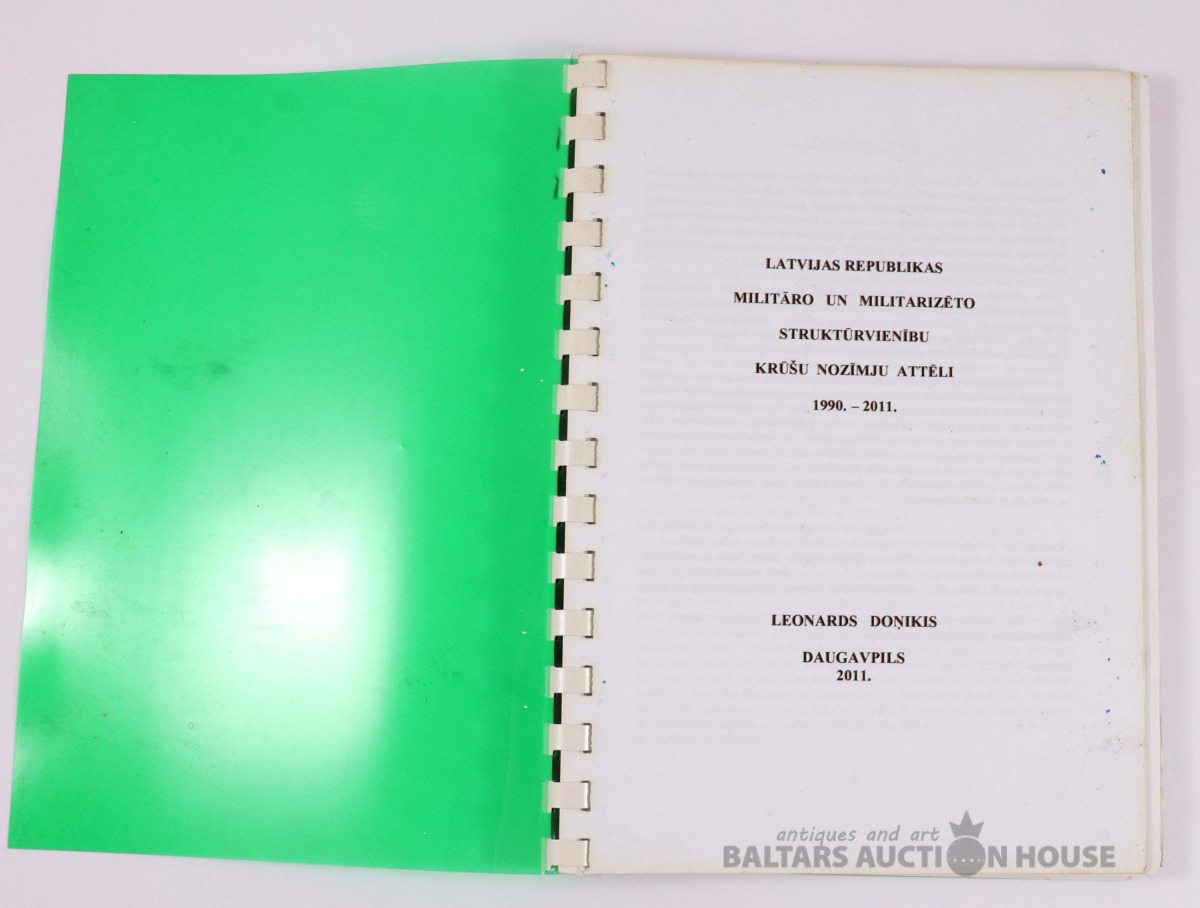 LATVIJAS REPUBLIKAS
MILITĀRO UN MILITARIZĒTO
STRUKTŪRVIENĪBU
KRŪŠU NOZĪMJU ATTĒLI
1990. – 2011.
LEONARDS DOŅIKIS
DAUGAVPILS
2011.
antiques and art
BALTARS AUCTION HOUSE